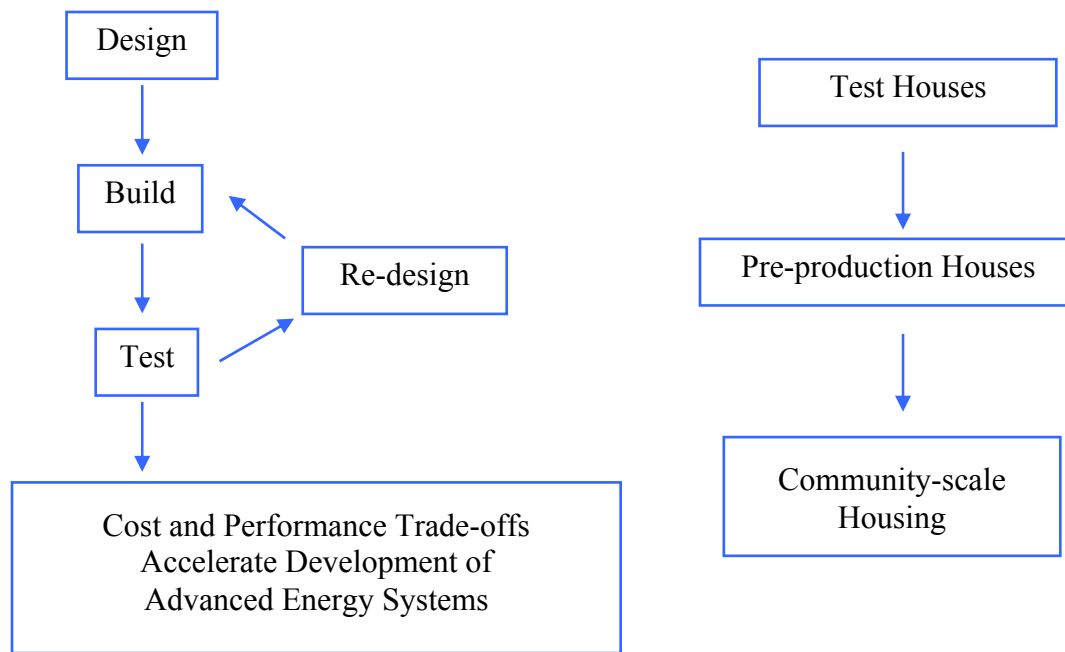 Design
Build
Re-design
Test
Cost and Performance Trade-offs
Accelerate Development of
Advanced Energy Systems
Test Houses
Pre-production Houses
Community-scale
Housing